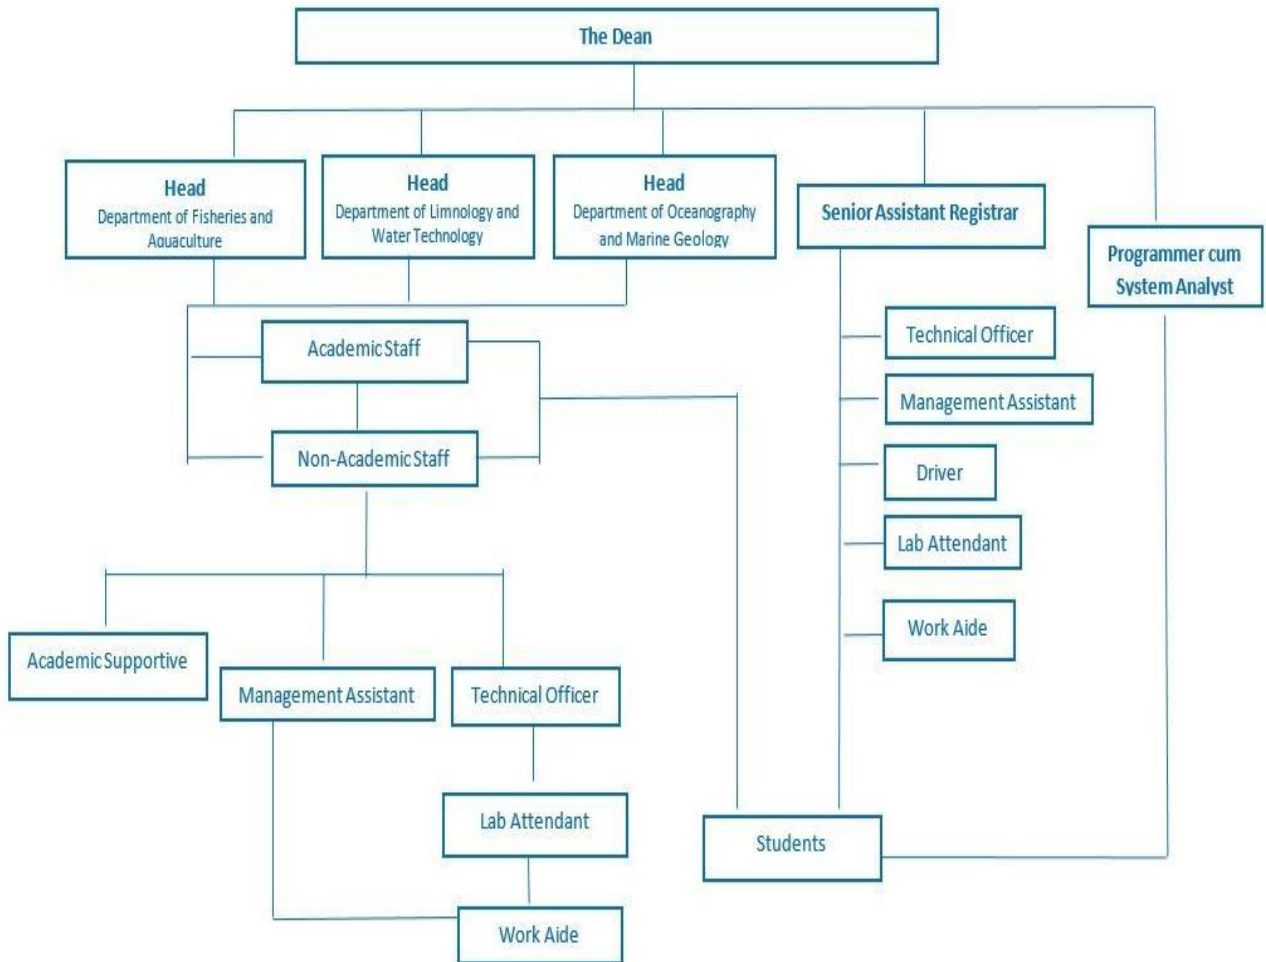 The Dean
Head
Department of Fisheries and
Aquaculture
Head
Department of Limnology and
Water Technology
Head
Department of Oceanography
and Marine Geology
Senior Assistant Registrar
Programmer cum
System Analyst
Academic Staff
Non-Academic Staff
Technical Officer
Management Assistant
Driver
Lab Attendant
Work Aide
Academic Supportive
Management Assistant
Technical Officer
Lab Attendant
Work Aide
Students